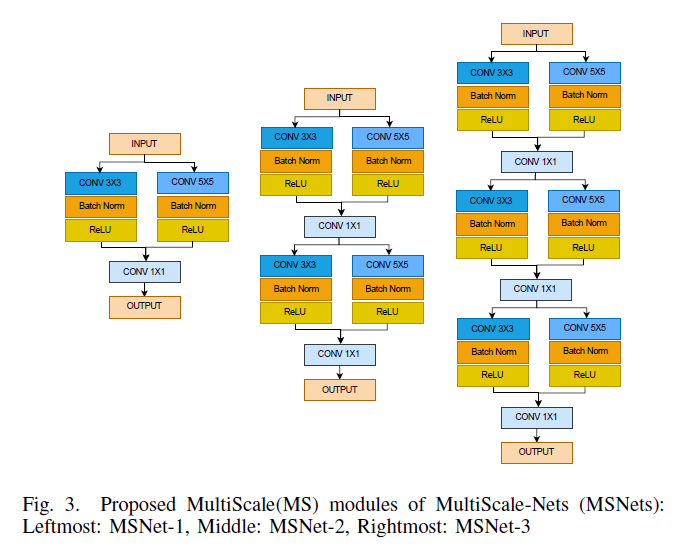 INPUT
CONV 3X3 CONV 5X5
Batch Norm Batch Norm
ReLU ReLU
CONV 1X1
OUTPUT
INPUT
CONV 3X3 CONV 5X5
Batch Norm Batch Norm
ReLU ReLU
CONV 1X1
CONV 3X3 CONV 5X5
Batch Norm Batch Norm
ReLU ReLU
CONV 1X1
OUTPUT
INPUT
CONV 3X3 CONV 5X5
Batch Norm Batch Norm
ReLU ReLU
CONV 1X1
CONV 3X3 CONV 5X5
Batch Norm Batch Norm
ReLU ReLU
CONV 1X1
CONV 3X3 CONV 5X5
Batch Norm Batch Norm
ReLU ReLU
CONV 1X1
OUTPUT
Fig. 3. Proposed MultiScale(MS) modules of MultiScale-Nets (MSNets):
Leftmost: MSNet-1, Middle: MSNet-2, Rightmost: MSNet-3